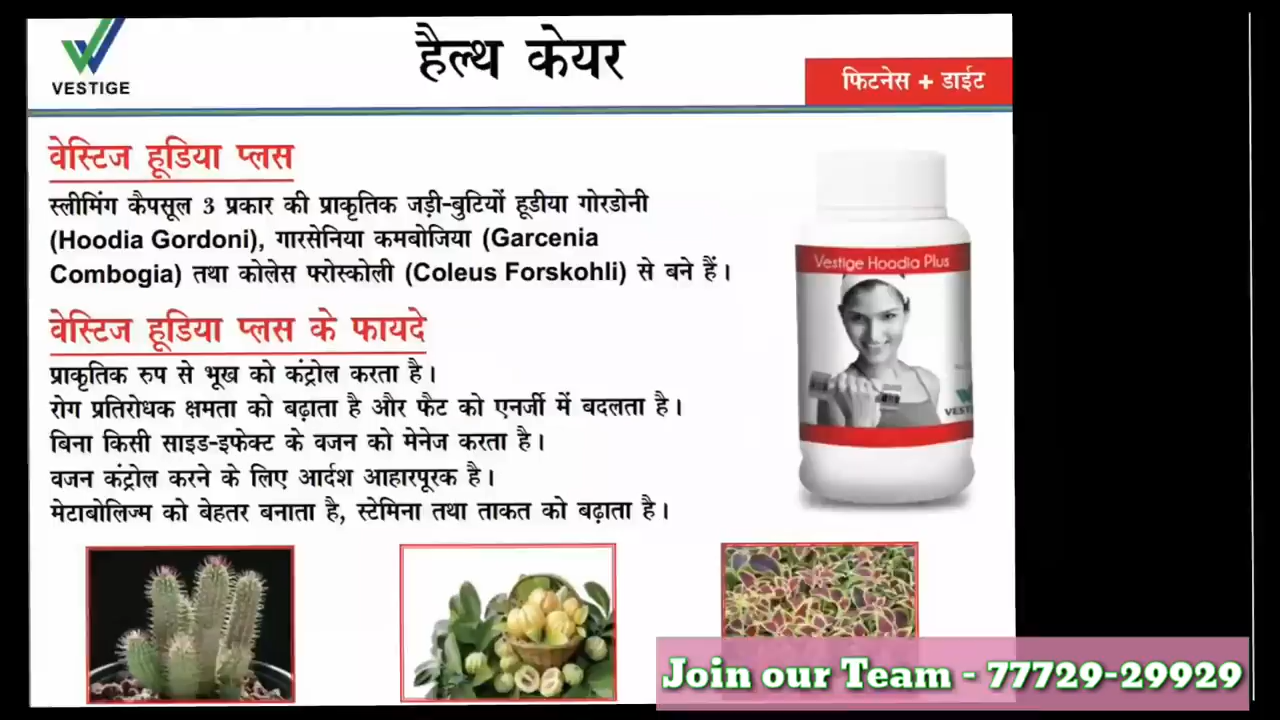 VESTIGE
हैल्थ केयर
फिटनेस + डाईट
वेस्टिज हूडिया प्लस
स्लीमिंग कैपसूल 3 प्रकार की प्राकृतिक जड़ी-बुटियों हूडीया गोरडोनी
(Hoodia Gordoni), गारसेनिया कमबोजिया (Garcenia
Combogia) तथा कोलेस फ्रोस्कोली (Coleus Forskohli) से बने हैं।
वेस्टिज हूडिया प्लस के फायदे
प्राकृतिक रुप से भूख को कंट्रोल करता है।
रोग प्रतिरोधक क्षमता को बढ़ाता है और फैट को एनर्जी में बदलता है।
बिना किसी साइड-इफेक्ट के वजन को मेनेज करता है।
वजन कंट्रोल करने के लिए आर्दश आहारपूरक है।
मेटाबोलिज्म को बेहतर बनाता है, स्टेमिना तथा ताकत को बढ़ाता है।
Vestige Hoodia Plus
VESTIG
Join our Team - 77729-29929